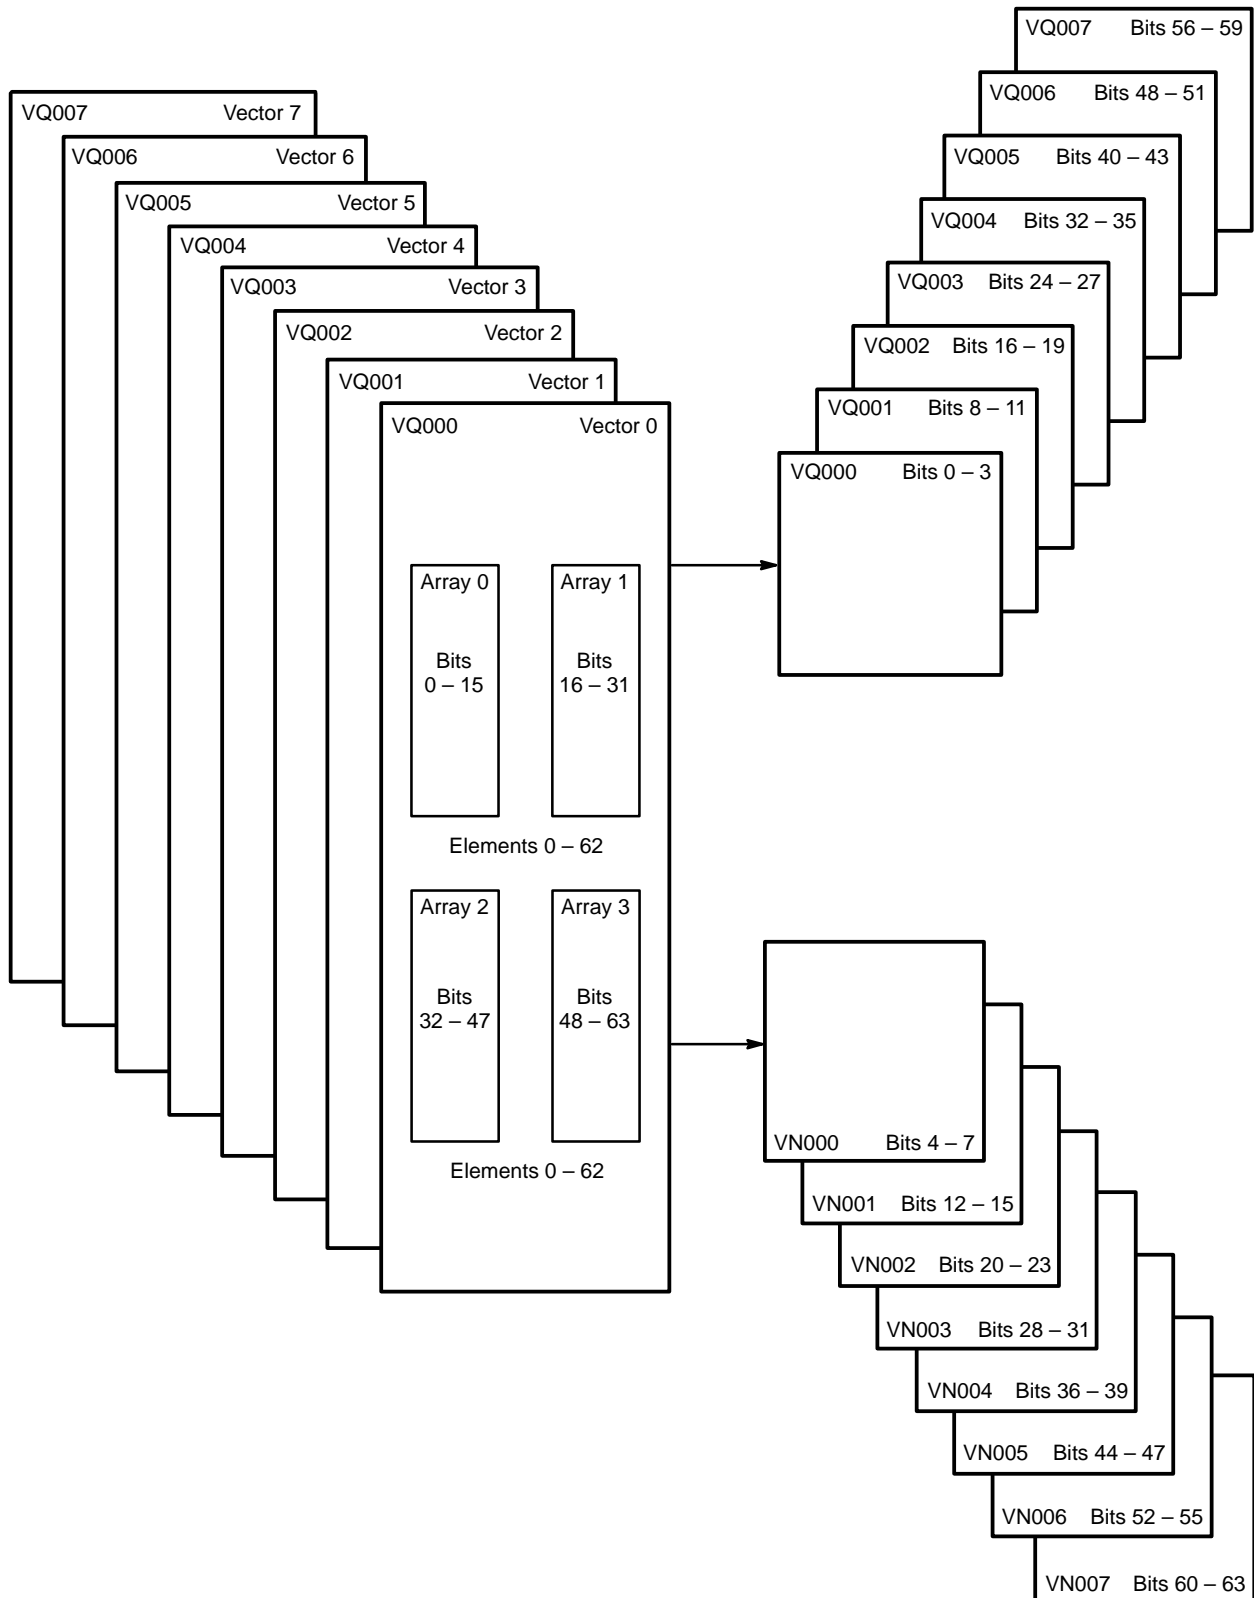 VQ007 Vector 7
VQ006 Vector 6
VQ005 Vector 5
VQ004 Vector 4
VQ003 Vector 3
VQ002 Vector 2
VQ001 Vector 1
VQ000 Vector 0
Array 0
Bits
0 – 15
Array 1
Bits
16 – 31
Elements 0 – 62
Array 2
Bits
32 – 47
Array 3
Bits
48 – 63
Elements 0 – 62
VQ007 Bits 56 – 59
VQ006 Bits 48 – 51
VQ005 Bits 40 – 43
VQ004 Bits 32 – 35
VQ003 Bits 24 – 27
VQ002 Bits 16 – 19
VQ001 Bits 8 – 11
VQ000 Bits 0 – 3
VN000 Bits 4 – 7
VN001 Bits 12 – 15
VN002 Bits 20 – 23
VN003 Bits 28 – 31
VN004 Bits 36 – 39
VN005 Bits 44 – 47
VN006 Bits 52 – 55
VN007 Bits 60 – 63